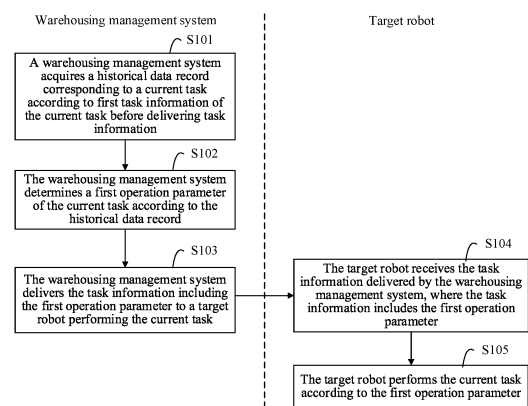 Warehousing management system
Target robot
S101
A warehousing management system
acquires a historical data record
corresponding to a current task
according to first task information of
the current task before delivering task
information
S102
The warehousing management system
determines a first operation parameter
of the current task according to the
historical data record
S103
The warehousing management system
delivers the task information including
the first operation parameter to a target
robot performing the current task
S104
The target robot receives the task
information delivered by the warehousing
management system, where the task
information includes the first operation
parameter
S105
The target robot performs the current task
according to the first operation parameter